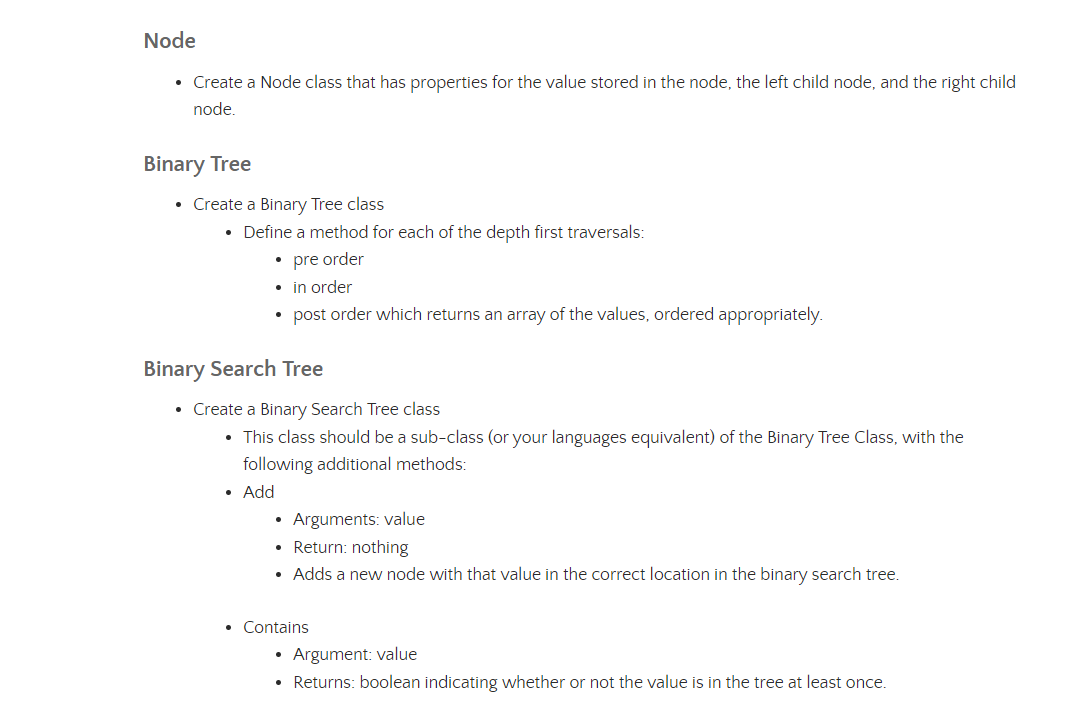 Node
• Create a Node class that has properties for the value stored in the node, the left child node, and the right child
node.
Binary Tree
• Create a Binary Tree class
• Define a method for each of the depth first traversals:
• pre order
• in order
• post order which returns an array of the values, ordered appropriately.
Binary Search Tree
• Create a Binary Search Tree class
• This class should be a sub-class (or your languages equivalent) of the Binary Tree Class, with the
following additional methods:
• Add
• Arguments: value
• Return: nothing
• Adds a new node with that value in the correct location in the binary search tree.
• Contains
• Argument: value
• Returns: boolean indicating whether or not the value is in the tree at least once.